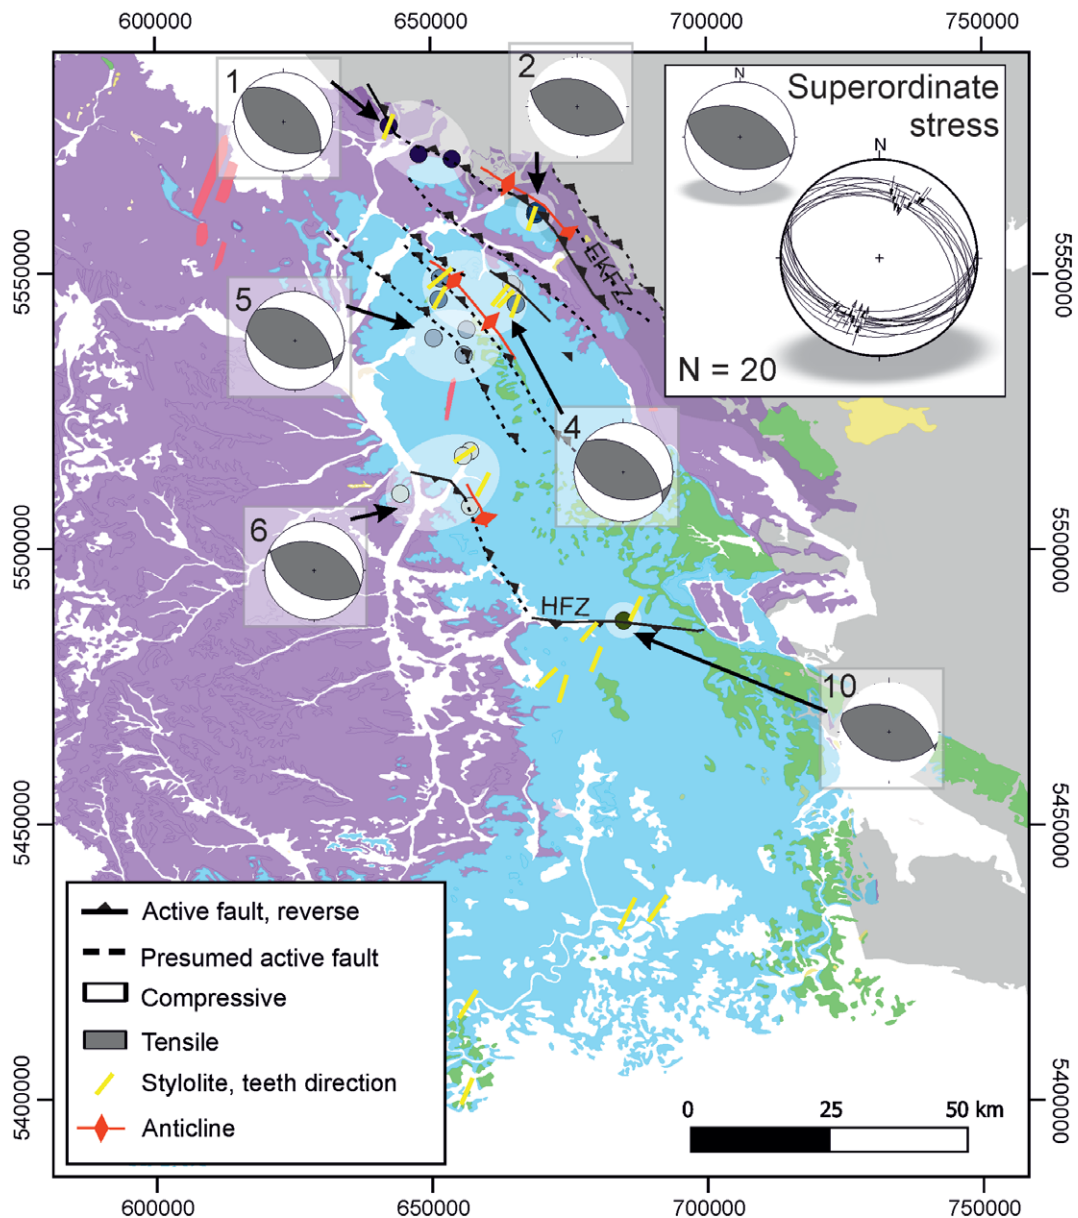 600000
650000
700000
750000
1
2
N
Superordinate
stress
N
N = 20
EKFZ
5550000
5550000
5
4
6
5500000
5500000
HFZ
10
5450000
5450000
Active fault, reverse
Presumed active fault
Compressive
Tensile
Stylolite, teeth direction
Anticline
5400000
5400000
0 25 50 km
600000
650000
700000
750000